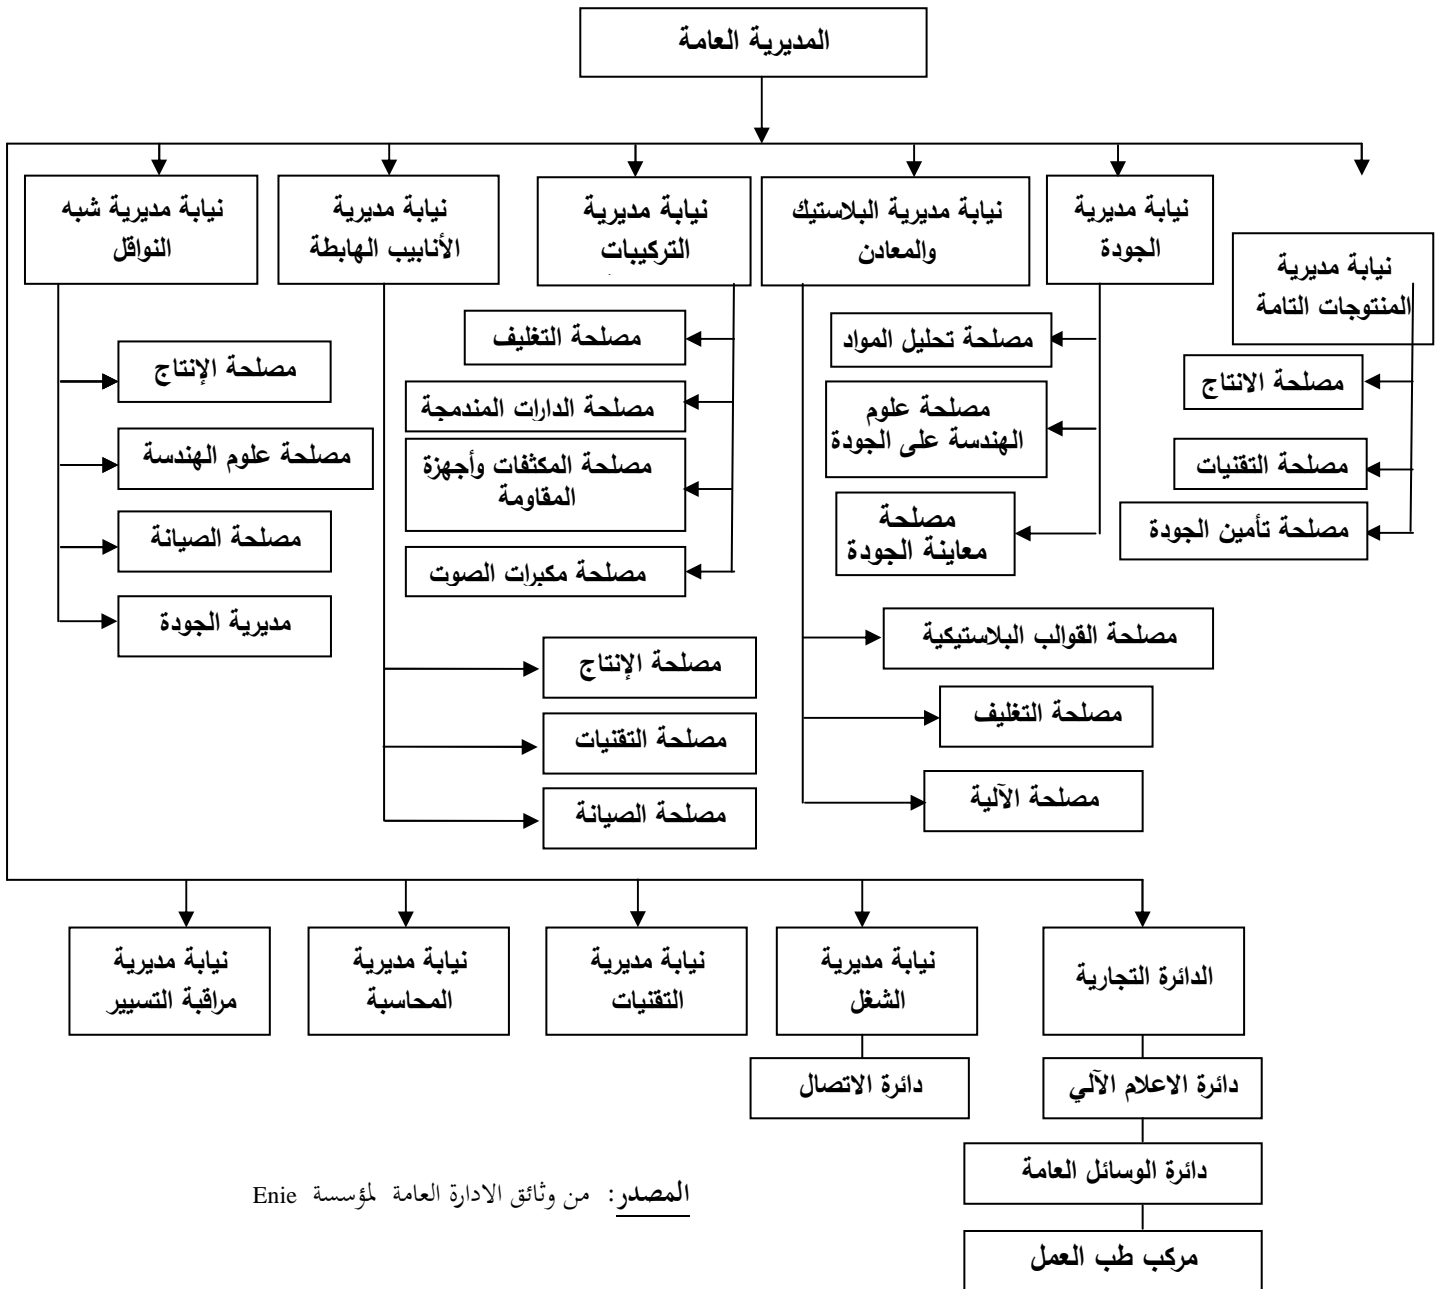 المديرية العامة
نيابة مديرية
المنتوجات التامة
نيابة مديرية
الجودة
نيابة مديرية البلاستيك
والمعادن
نيابة مديرية
التركيبات
نيابة مديرية
الأنابيب الهابطة
نيابة مديرية شبه
النواقل
مصلحة الانتاج
مصلحة التقنيات
مصلحة تأمين الجودة
مصلحة تحليل المواد
مصلحة علوم
الهندسة على الجودة
مصلحة
معاينة الجودة
مصلحة القوالب البلاستيكية
مصلحة التغليف
مصلحة الآلية
مصلحة التغليف
مصلحة الدارات المندمجة
مصلحة المكثفات وأجهزة
المقاومة
مصلحة مكبرات الصوت
مصلحة الإنتاج
مصلحة التقنيات
مصلحة الصيانة
مصلحة الإنتاج
مصلحة علوم الهندسة
مصلحة الصيانة
مديرية الجودة
الدائرة التجارية
نيابة مديرية
الشغل
نيابة مديرية
التقنيات
نيابة مديرية
المحاسبة
نيابة مديرية
مراقبة التسيير
دائرة الاعلام الآلي
دائرة الاتصال
دائرة الوسائل العامة
مركب طب العمل
المصدر: من وثائق الادارة العامة لمؤسسة Enie